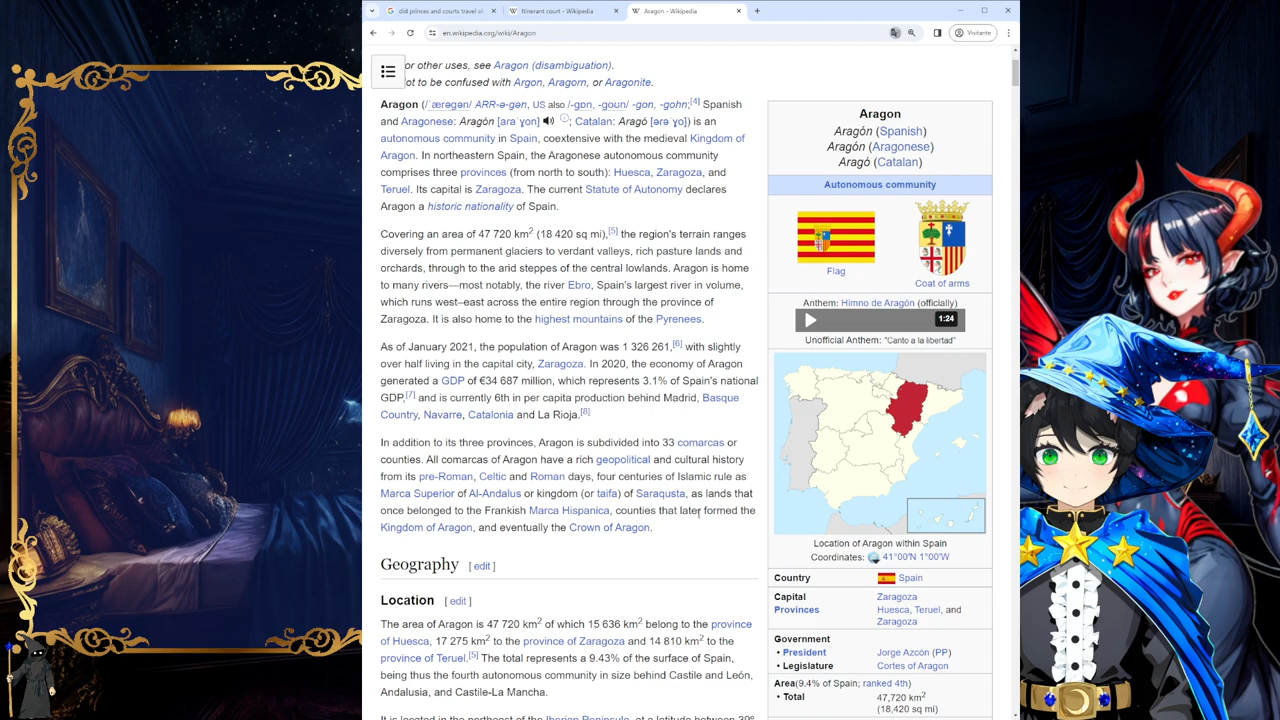 did princes and courts travel al
Itinerant court - Wikipedia
Aragon - Wikipedia
en.wikipedia.org/wiki/Aragon
Visitante
or other uses, see Aragon (disambiguation).
ot to be confused with Argon, Aragorn, or Aragonite.
Aragon (/ˈærəɡən/ ARR-ə-gən, US also /-ɡɒn, -ɡoʊn/ -gon, -gohn;[4] Spanish
and Aragonese: Aragón [aɾaˈɣon] ⓘ; Catalan: Aragó [əɾəˈɣo]) is an
autonomous community in Spain, coextensive with the medieval Kingdom of
Aragon. In northeastern Spain, the Aragonese autonomous community
comprises three provinces (from north to south): Huesca, Zaragoza, and
Teruel. Its capital is Zaragoza. The current Statute of Autonomy declares
Aragon a historic nationality of Spain.
Covering an area of 47 720 km2 (18 420 sq mi),[5] the region's terrain ranges
diversely from permanent glaciers to verdant valleys, rich pasture lands and
orchards, through to the arid steppes of the central lowlands. Aragon is home
to many rivers—most notably, the river Ebro, Spain's largest river in volume,
which runs west–east across the entire region through the province of
Zaragoza. It is also home to the highest mountains of the Pyrenees.
As of January 2021, the population of Aragon was 1 326 261,[6] with slightly
over half living in the capital city, Zaragoza. In 2020, the economy of Aragon
generated a GDP of €34 687 million, which represents 3.1% of Spain's national
GDP,[7] and is currently 6th in per capita production behind Madrid, Basque
Country, Navarre, Catalonia and La Rioja.[8]
In addition to its three provinces, Aragon is subdivided into 33 comarcas or
counties. All comarcas of Aragon have a rich geopolitical and cultural history
from its pre-Roman, Celtic and Roman days, four centuries of Islamic rule as
Marca Superior of Al-Andalus or kingdom (or taifa) of Saraqusta, as lands that
once belonged to the Frankish Marca Hispanica, counties that later formed the
Kingdom of Aragon, and eventually the Crown of Aragon.
Geography [ edit ]
Location [ edit ]
The area of Aragon is 47 720 km2 of which 15 636 km2 belong to the province
of Huesca, 17 275 km2 to the province of Zaragoza and 14 810 km2 to the
province of Teruel.[5] The total represents a 9.43% of the surface of Spain,
being thus the fourth autonomous community in size behind Castile and León,
Andalusia, and Castile-La Mancha.
It is located in the northeast of the Iberian Peninsula, at a latitude between 39º
Aragon
Aragón (Spanish)
Aragón (Aragonese)
Aragó (Catalan)
Autonomous community
Flag
Coat of arms
Anthem: Himno de Aragón (officially)
1:24
Unofficial Anthem: "Canto a la libertad"
Location of Aragon within Spain
Coordinates: 41°00′N 1°00′W
Country Spain
Capital Zaragoza
Provinces Huesca, Teruel, and
Zaragoza
Government
• President Jorge Azcón (PP)
• Legislature Cortes of Aragon
Area(9.4% of Spain; ranked 4th)
• Total 47,720 km2
(18,420 sq mi)